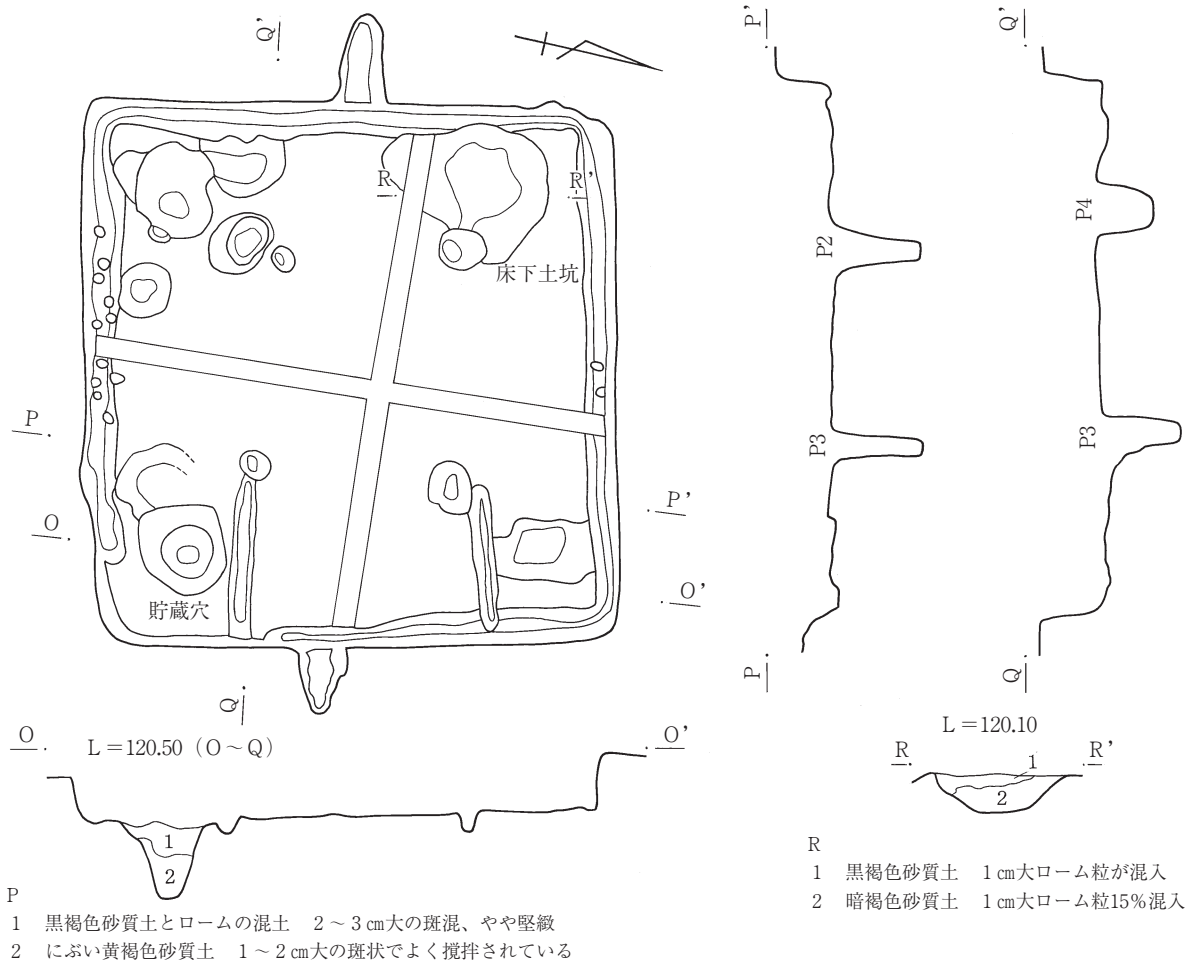 Q'
P'
Q'
R
R'
床下土坑
P4
P2
P
P3
P3
P'
O
O'
貯蔵穴
Q
P
Q
O
L＝120.50（O～Q）
O'
L＝120.10
R
1
R'
2
1
2
R
1　黒褐色砂質土　1㎝大ローム粒が混入
2　暗褐色砂質土　1㎝大ローム粒15%混入
P
1　黒褐色砂質土とロームの混土　2～3㎝大の斑混、やや堅緻
2　にぶい黄褐色砂質土　1～2㎝大の斑状でよく撹拌されている